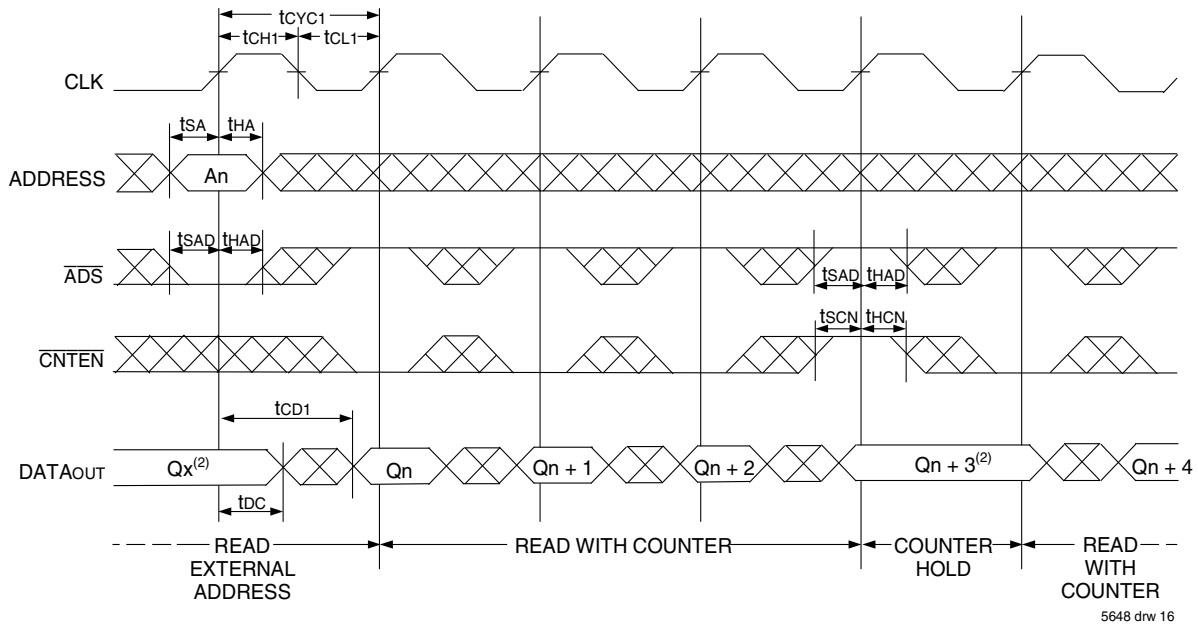 tCYC1
tCH1 tCL1
CLK
tSA tHA
ADDRESS An
tSAD tHAD
ADS
tSAD tHAD
tSCN tHCN
CNTEN
tCD1
DATAOUT Qx(2) Qn Qn + 1 Qn + 2 Qn + 3(2) Qn + 4
tDC
READ EXTERNAL ADDRESS
READ WITH COUNTER
COUNTER HOLD
READ WITH COUNTER
5648 drw 16